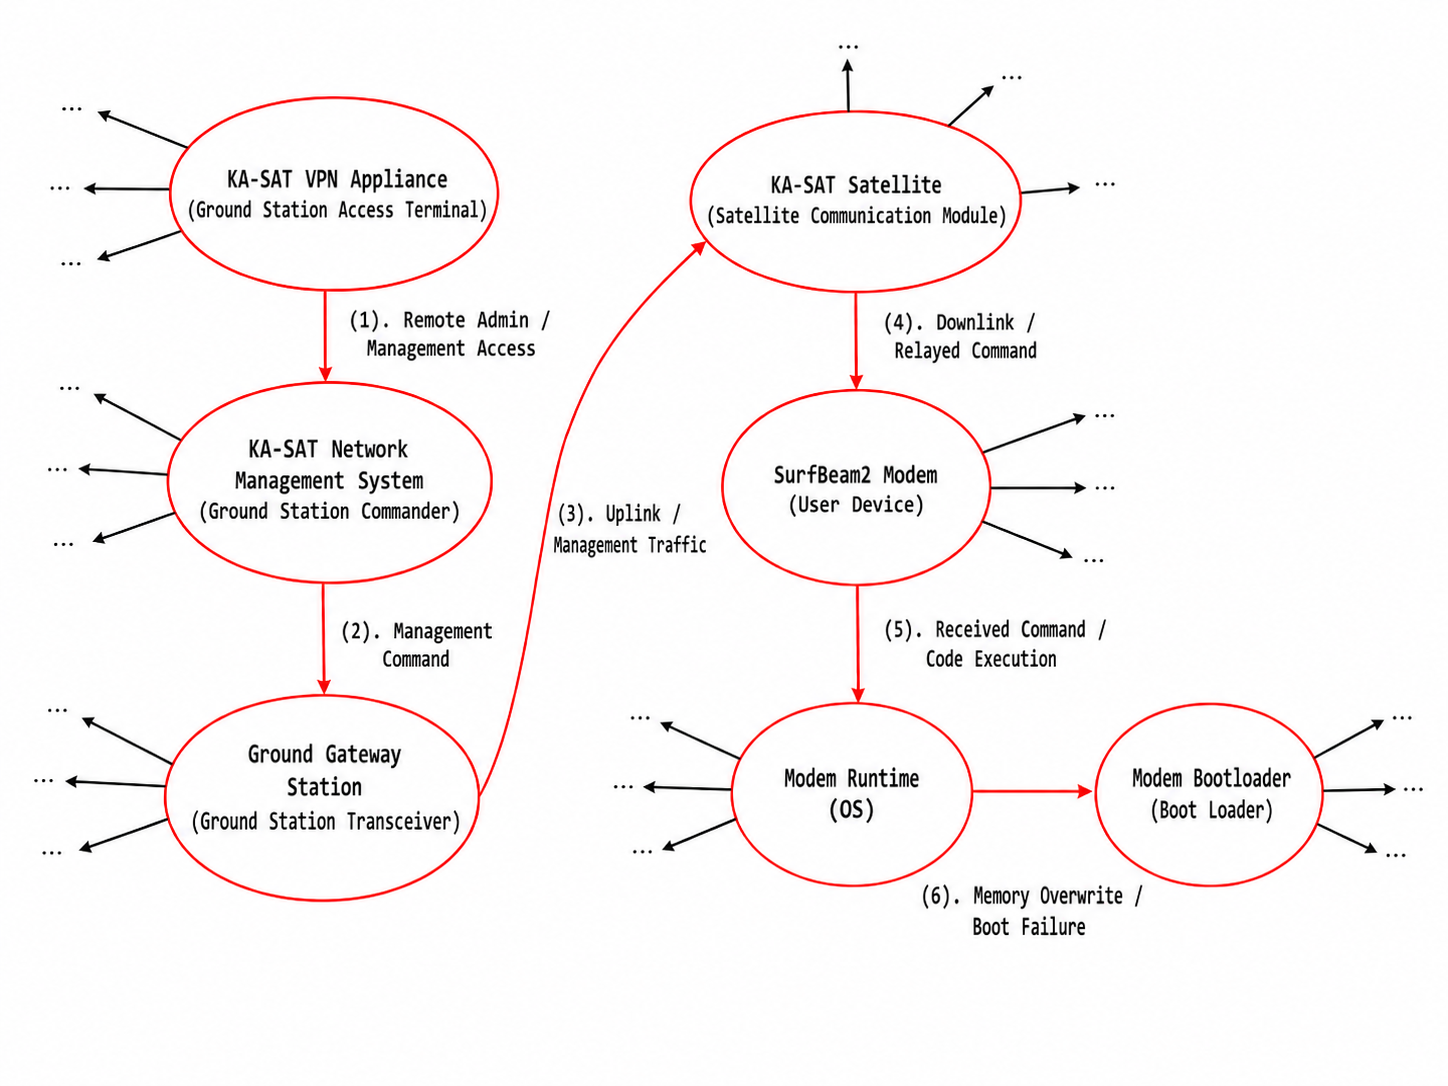 ...
...
...
KA-SAT VPN Appliance
(Ground Station Access Terminal)
(1). Remote Admin /
Management Access
...
...
...
KA-SAT Network
Management System
(Ground Station Commander)
(2). Management
Command
...
...
...
Ground Gateway
Station
(Ground Station Transceiver)
(3). Uplink /
Management Traffic
...
...
...
KA-SAT Satellite
(Satellite Communication Module)
(4). Downlink /
Relayed Command
...
...
...
SurfBeam2 Modem
(User Device)
(5). Received Command /
Code Execution
...
...
...
Modem Runtime
(OS)
(6). Memory Overwrite /
Boot Failure
Modem Bootloader
(Boot Loader)
...
...
...